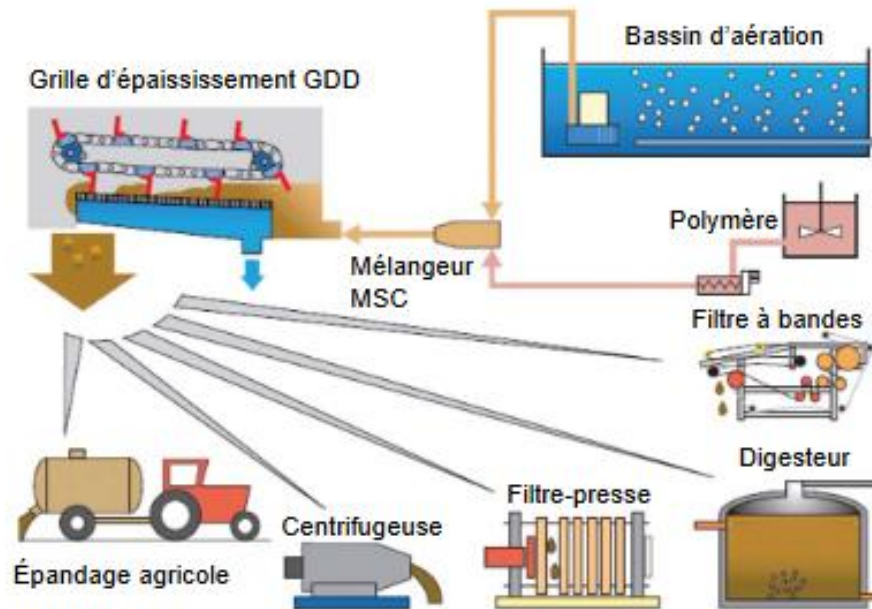 Bassin d'aération
Grille d'épaississement GDD
Polymère
Mélangeur
MSC
Filtre à bandes
Digesteur
Filtre-presse
Centrifugeuse
Épandage agricole